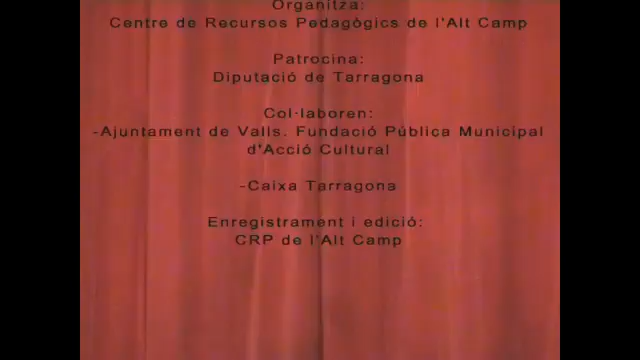 Organitza:
Centre de Recursos Pedagògics de l'Alt Camp
Patrocina:
Diputació de Tarragona
Col·laboren:
-Ajuntament de Valls. Fundació Pública Municipal
d'Acció Cultural
-Caixa Tarragona
Enregistrament i edició:
CRP de l'Alt Camp